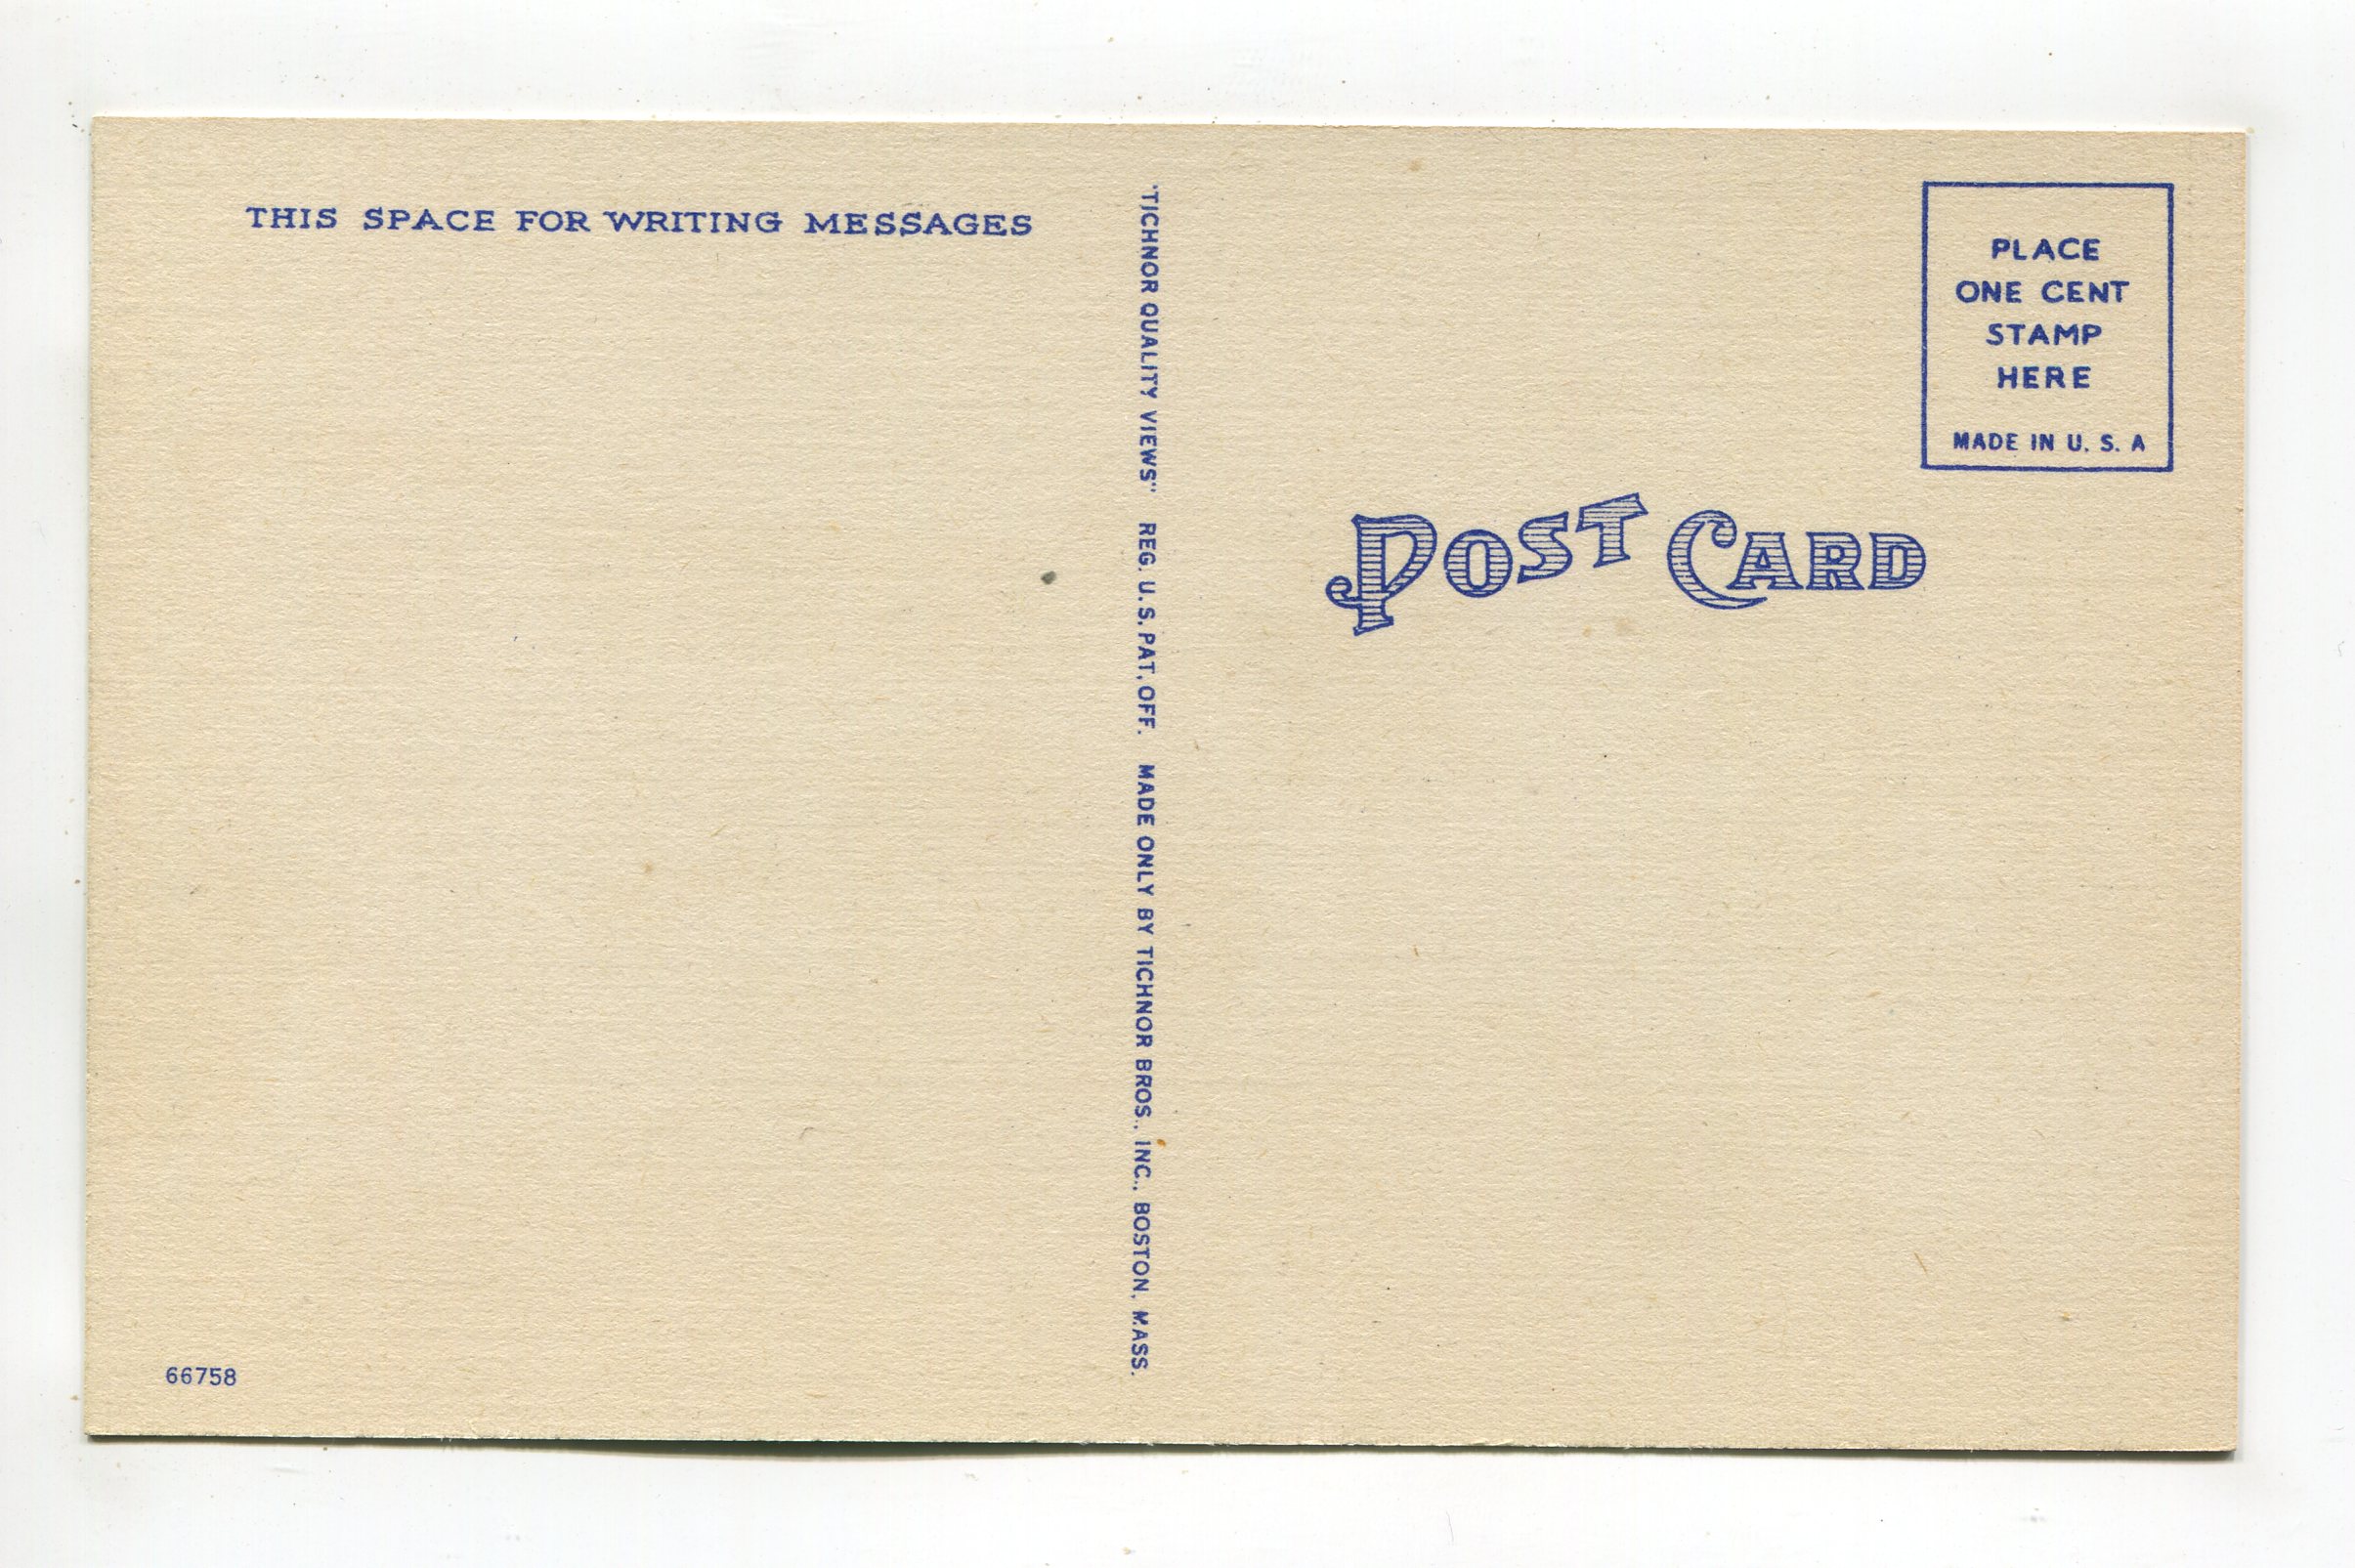 THIS SPACE FOR WRITING MESSAGES
"TICHNOR QUALITY VIEWS" REG. U. S. PAT. OFF. MADE ONLY BY TICHNOR BROS., INC., BOSTON, MASS.
PLACE
ONE CENT
STAMP
HERE
MADE IN U. S. A
POST CARD
66758